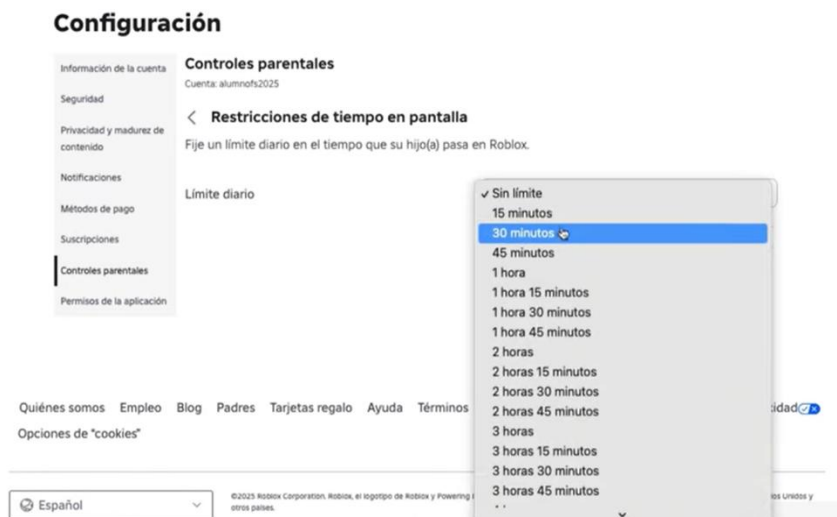 Configuración
Información de la cuenta
Seguridad
Privacidad y madurez de
contenido
Notificaciones
Métodos de pago
Suscripciones
Controles parentales
Permisos de la aplicación
Controles parentales
Cuenta: alumnofs2025
Restricciones de tiempo en pantalla
Fije un límite diario en el tiempo que su hijo(a) pasa en Roblox.
Límite diario
Sin límite
15 minutos
30 minutos
45 minutos
1 hora
1 hora 15 minutos
1 hora 30 minutos
1 hora 45 minutos
2 horas
2 horas 15 minutos
2 horas 30 minutos
2 horas 45 minutos
3 horas
3 horas 15 minutos
3 horas 30 minutos
3 horas 45 minutos
Quiénes somos Empleo Blog Padres Tarjetas regalo Ayuda Términos idad
Opciones de "cookies"
Español
©2025 Roblox Corporation. Roblox, el logotipo de Roblox y Powering os Unidos y
otros países.